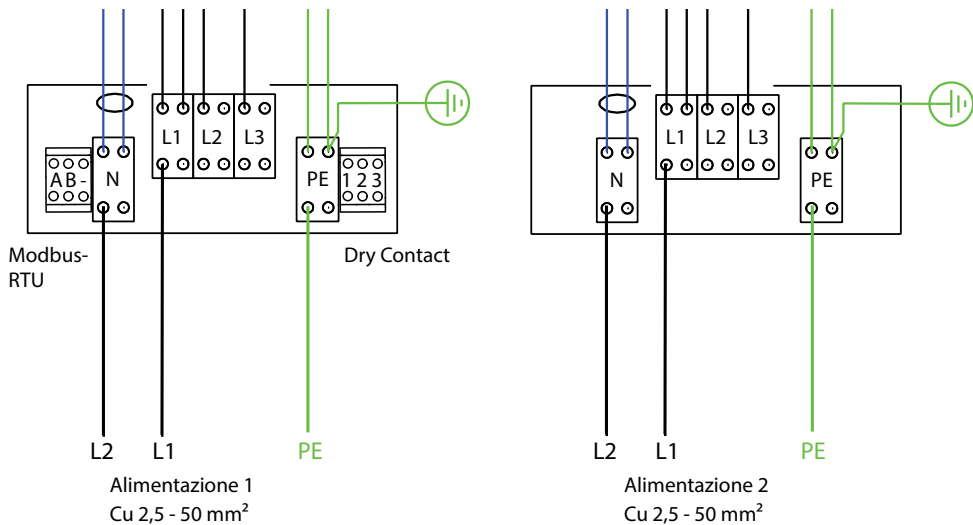 L1 L2 L3
A B - N
PE 1 2 3
Modbus-
RTU
Dry Contact
L2 L1 PE
Alimentazione 1
Cu 2,5 - 50 mm²
L1 L2 L3
N
PE
L2 L1 PE
Alimentazione 2
Cu 2,5 - 50 mm²